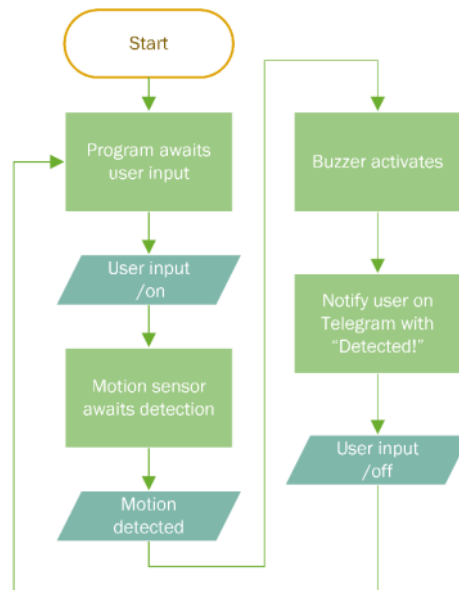 Start
Program awaits
user input
User input
/on
Motion sensor
awaits detection
Motion
detected
Buzzer activates
Notify user on
Telegram with
“Detected!”
User input
/off